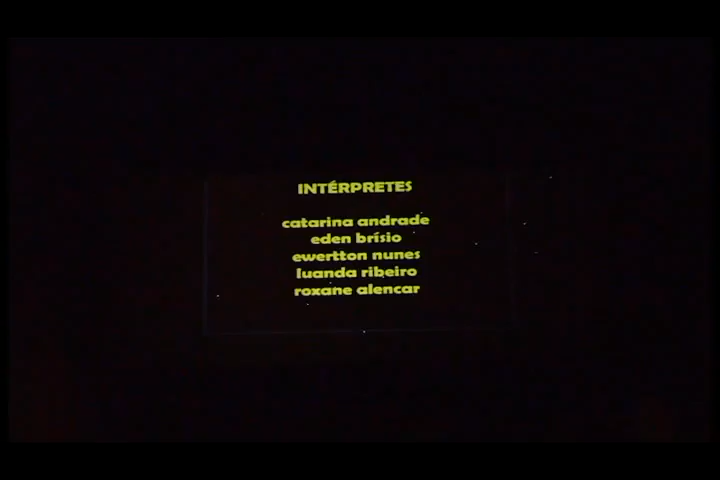 INTÉRPRETES
catarina andrade
eden brísio
ewertton nunes
luanda ribeiro
roxane alencar